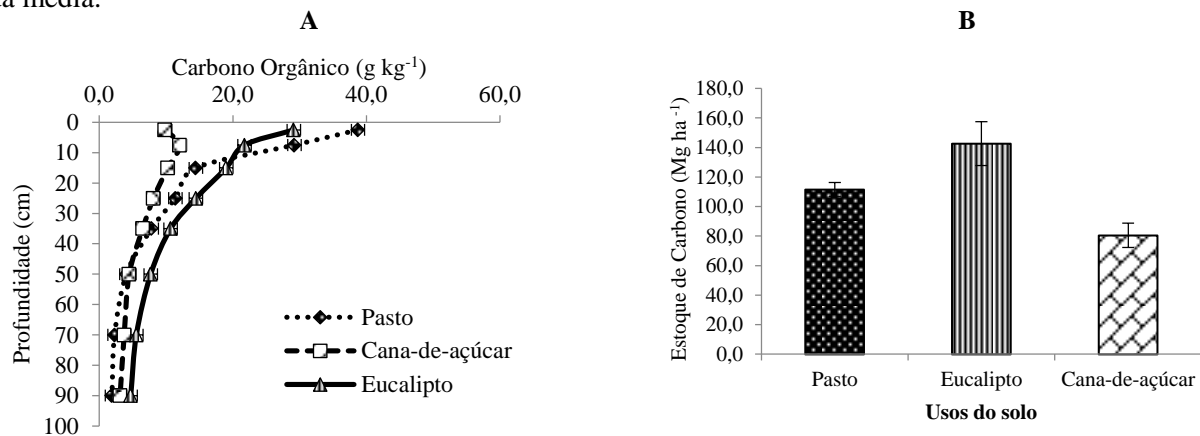 ta média.
A
Carbono Orgânico (g kg-1)
0,0 20,0 40,0 60,0
0
10
20
30
40
50
60
70
80
90
100
Profundidade (cm)
Pasto
Cana-de-açúcar
Eucalipto
B
Estoque de Carbono (Mg ha -1)
180,0
160,0
140,0
120,0
100,0
80,0
60,0
40,0
20,0
0,0
Pasto Eucalipto Cana-de-açúcar
Usos do solo